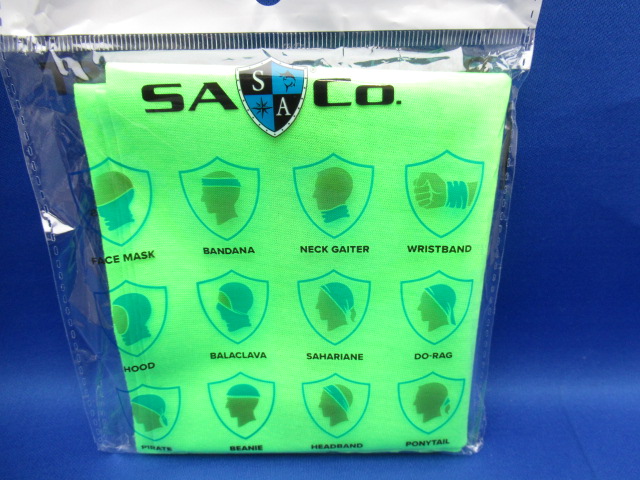 SA Co.
S
A
FACE MASK BANDANA NECK GAITER WRISTBAND
HOOD BALACLAVA SAHARIANE DO-RAG
PIRATE BEANIE HEADBAND PONYTAIL